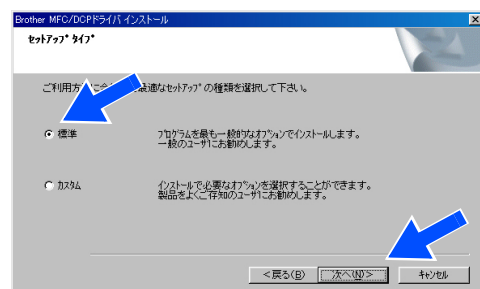 Brother MFC/DCPドライバ インストール
セットアップ タイプ
ご利用方 に合 最適なセットアップの種類を選択して下さい。
標準
プログラムを最も一般的なオプションでインストールします。
一般のユーザにお勧めします。
カスタム
インストールで必要なオプションを選択することができます。
製品をよくご存知のユーザにお勧めします。
<戻る(B) 次へ(N)> キャンセル